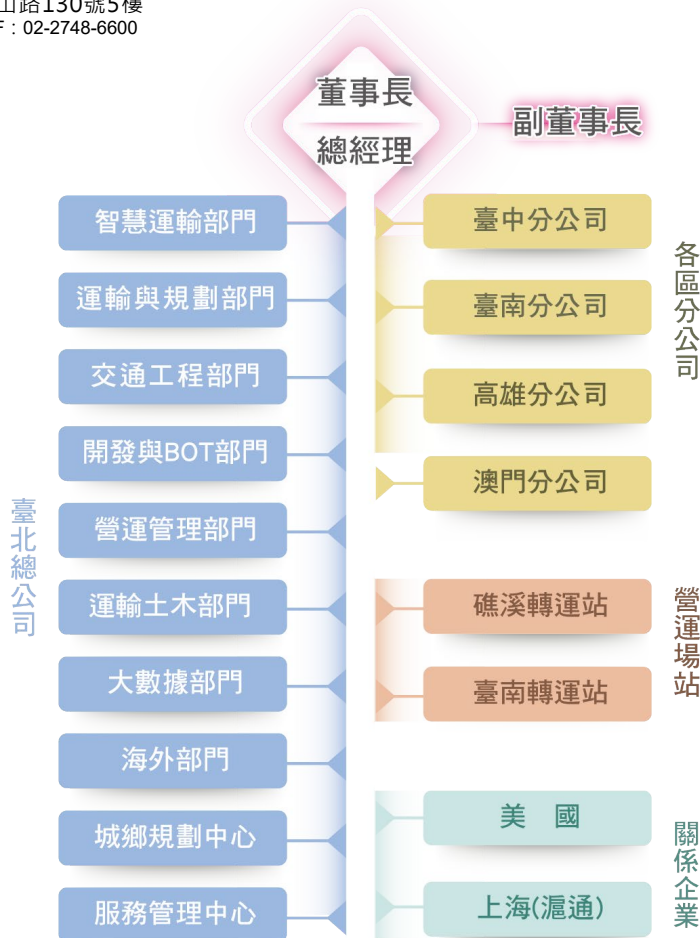 山路130號5樓
F：02-2748-6600
董事長
總經理
副董事長
臺北總公司
智慧運輸部門
運輸與規劃部門
交通工程部門
開發與BOT部門
營運管理部門
運輸土木部門
大數據部門
海外部門
城鄉規劃中心
服務管理中心
各區分公司
臺中分公司
臺南分公司
高雄分公司
澳門分公司
營運場站
礁溪轉運站
臺南轉運站
關係企業
美 國
上海(滬通)